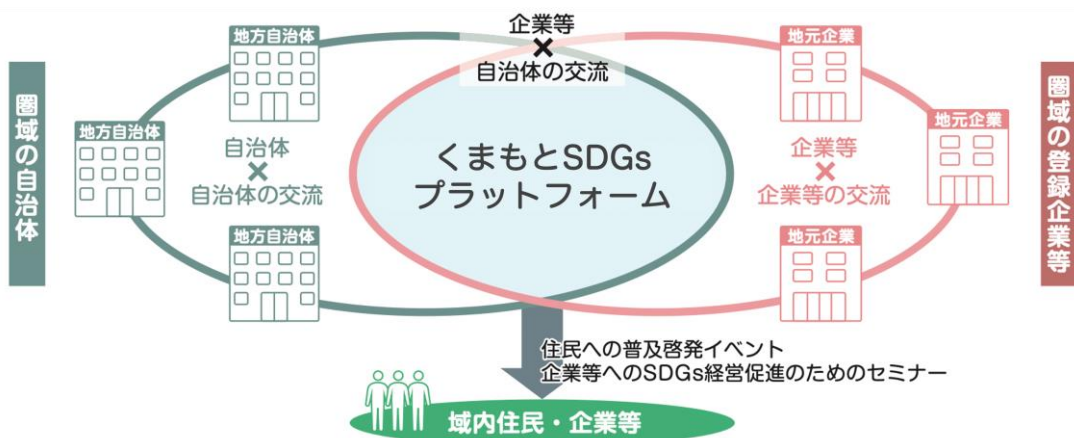 企業等
×
自治体の交流
地方自治体
地元企業
圏域の自治体
地方自治体
自治体
×
自治体の交流
くまもとSDGs
プラットフォーム
企業等
×
企業等の交流
地元企業
圏域の登録企業等
地方自治体
地元企業
住民への普及啓発イベント
企業等へのSDGs経営促進のためのセミナー
域内住民・企業等